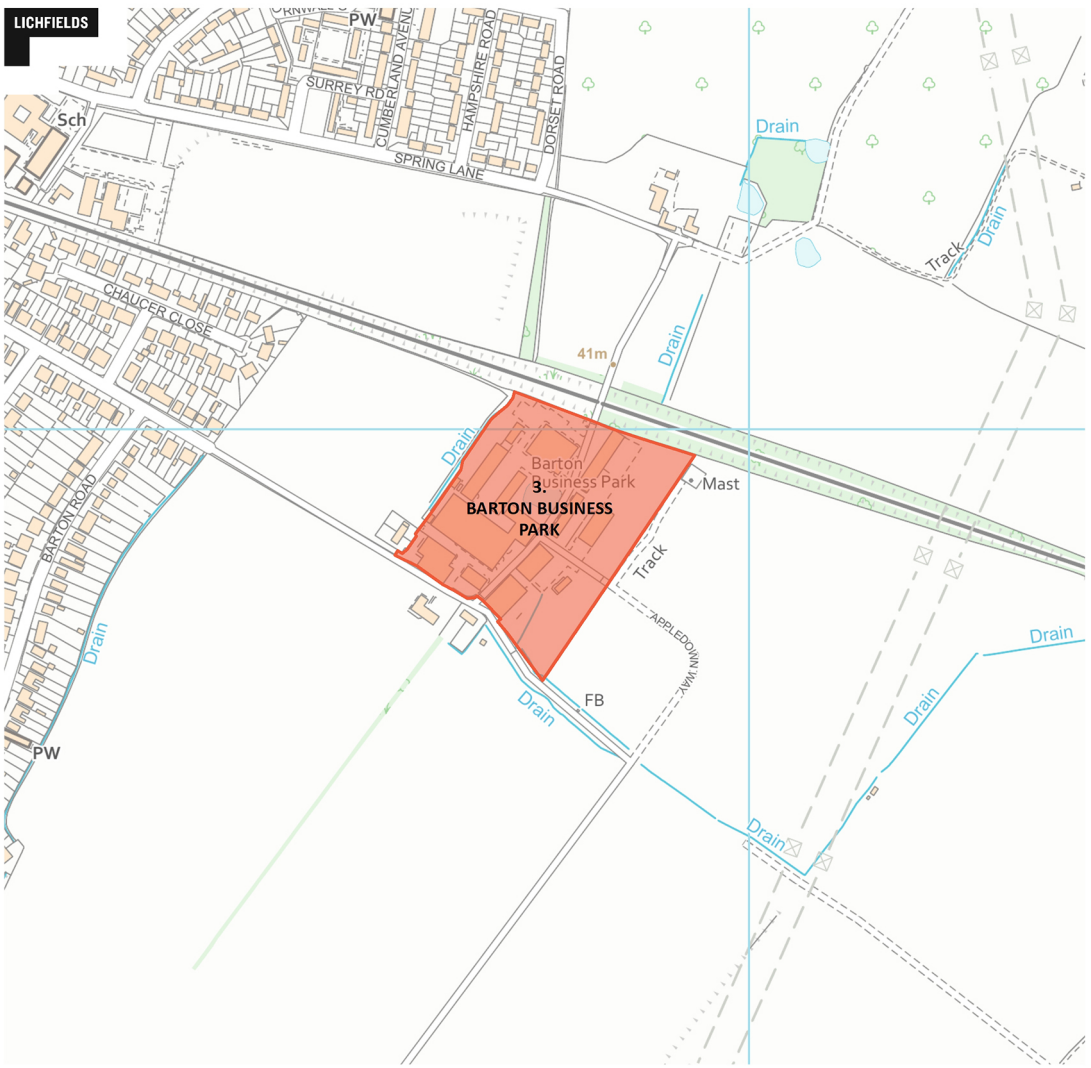 LICHFIELDS
PW
SURREY RD
CUMBERLAND AVENU
HAMPSHIRE ROAD
DORSET ROAD
Sch
SPRING LANE
Drain
Drain
Track
CHAUCER CLOSE
41m
Drain
Drain
Barton
Business Park
3.
BARTON BUSINESS
PARK
Mast
BARTON ROAD
Track
APPLEDOWN WAY
Drain
Drain
Drain
FB
Drain
PW
Drain